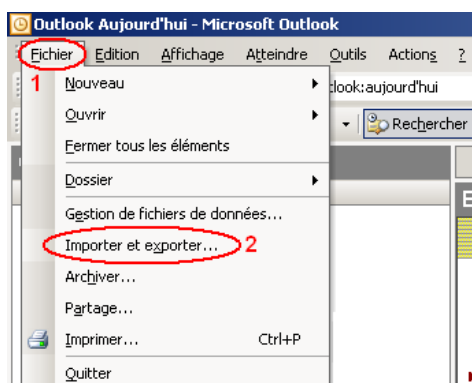 Outlook Aujourd'hui - Microsoft Outlook
Fichier Edition Affichage Atteindre Outils Actions ?
1
Nouveau
tlook:aujourd'hui
Ouvrir
Rechercher
Fermer tous les éléments
Dossier
Gestion de fichiers de données...
Importer et exporter... 2
Archiver...
Partage...
Imprimer... Ctrl+P
Quitter